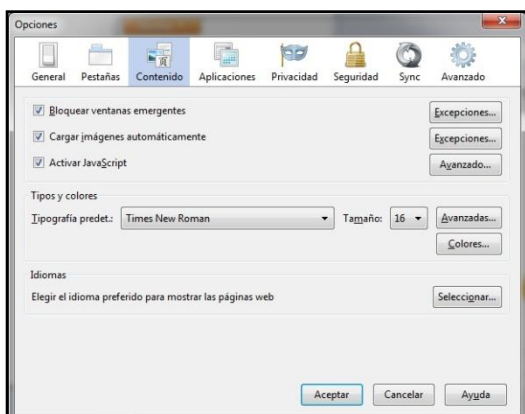 Opciones
General Pestañas Contenido Aplicaciones Privacidad Seguridad Sync Avanzado
Bloquear ventanas emergentes Excepciones...
Cargar imágenes automáticamente Excepciones...
Activar JavaScript Avanzado...
Tipos y colores
Tipografía predet.: Times New Roman Tamaño: 16 Avanzadas...
Colores...
Idiomas
Elegir el idioma preferido para mostrar las páginas web Seleccionar...
Aceptar Cancelar Ayuda